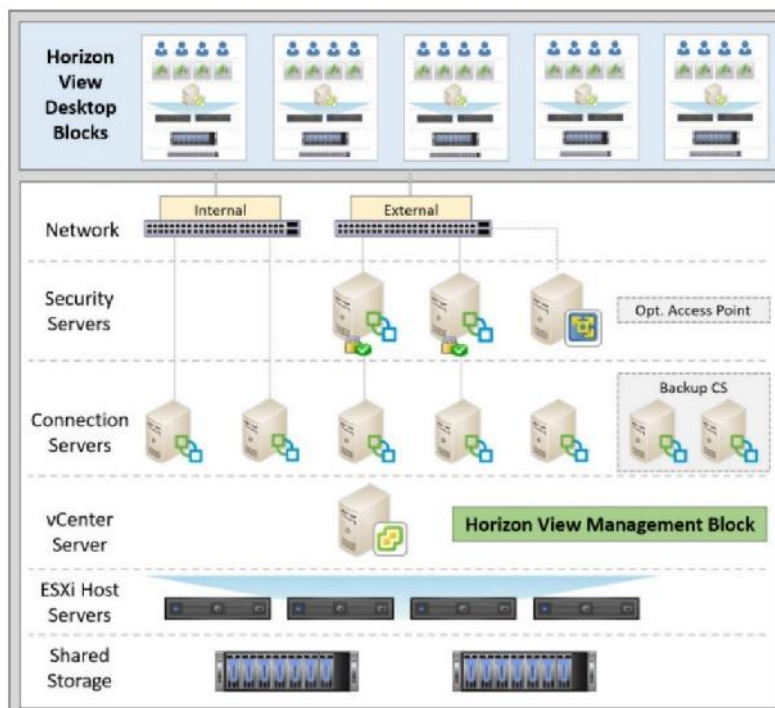 Horizon
View
Desktop
Blocks
Internal
External
Network
Security
Servers
Opt. Access Point
Backup CS
Connection
Servers
vCenter
Server
Horizon View Management Block
ESXi Host
Servers
Shared
Storage